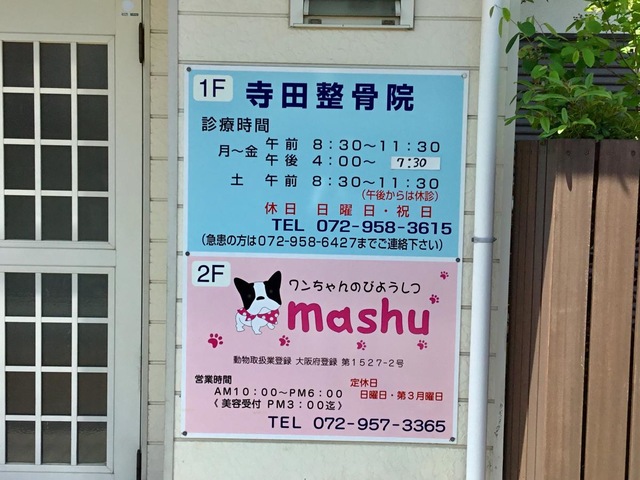 1F 寺田整骨院
診療時間
月～金 午前 8:30～11:30
午後 4:00～ 7:30
土 午前 8:30～11:30
(午後からは休診)
休日 日曜日・祝日
TEL 072-958-3615
(急患の方は072-958-6427までご連絡下さい)
2F
ワンちゃんのびようしつ
mashu
動物取扱業登録 大阪府登録 第1527-2号
営業時間
AM10:00～PM6:00
〈 美容受付 PM3:00迄 〉
定休日
日曜日・第3月曜日
TEL 072-957-3365